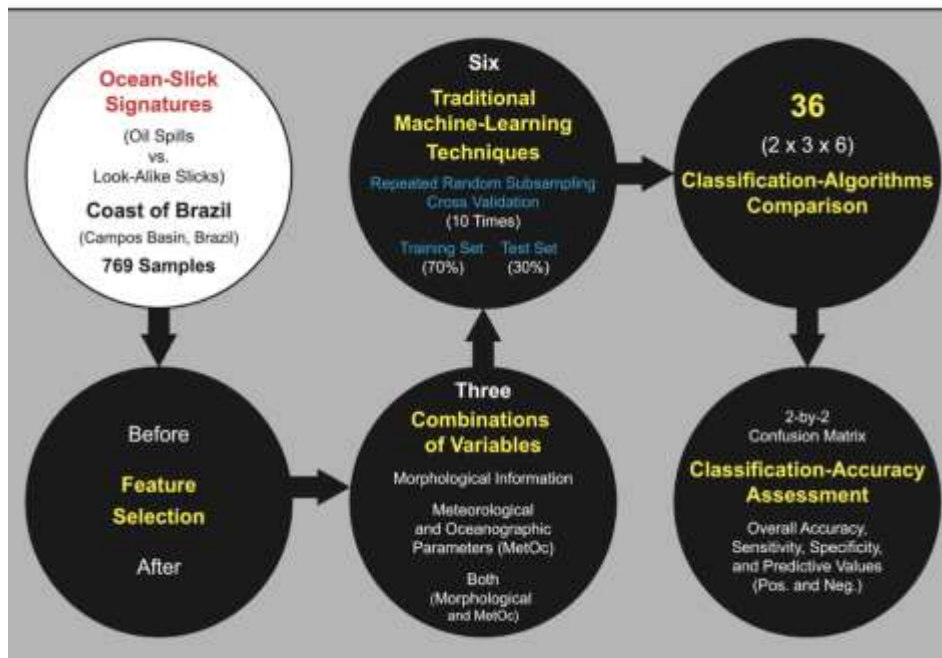 Ocean-Slick
Signatures
(Oil Spills
vs.
Look-Alike Slicks)
Coast of Brazil
(Campos Basin, Brazil)
769 Samples
Before
Feature
Selection
After
Three
Combinations
of Variables
Morphological Information
Meteorological
and Oceanographic
Parameters (MetOc)
Both
(Morphological
and MetOc)
Six
Traditional
Machine-Learning
Techniques
Repeated Random Subsampling
Cross Validation
(10 Times)
Training Set Test Set
(70%) (30%)
36
(2 x 3 x 6)
Classification-Algorithms
Comparison
2-by-2
Confusion Matrix
Classification-Accuracy
Assessment
Overall Accuracy,
Sensitivity, Specificity,
and Predictive Values
(Pos. and Neg.)